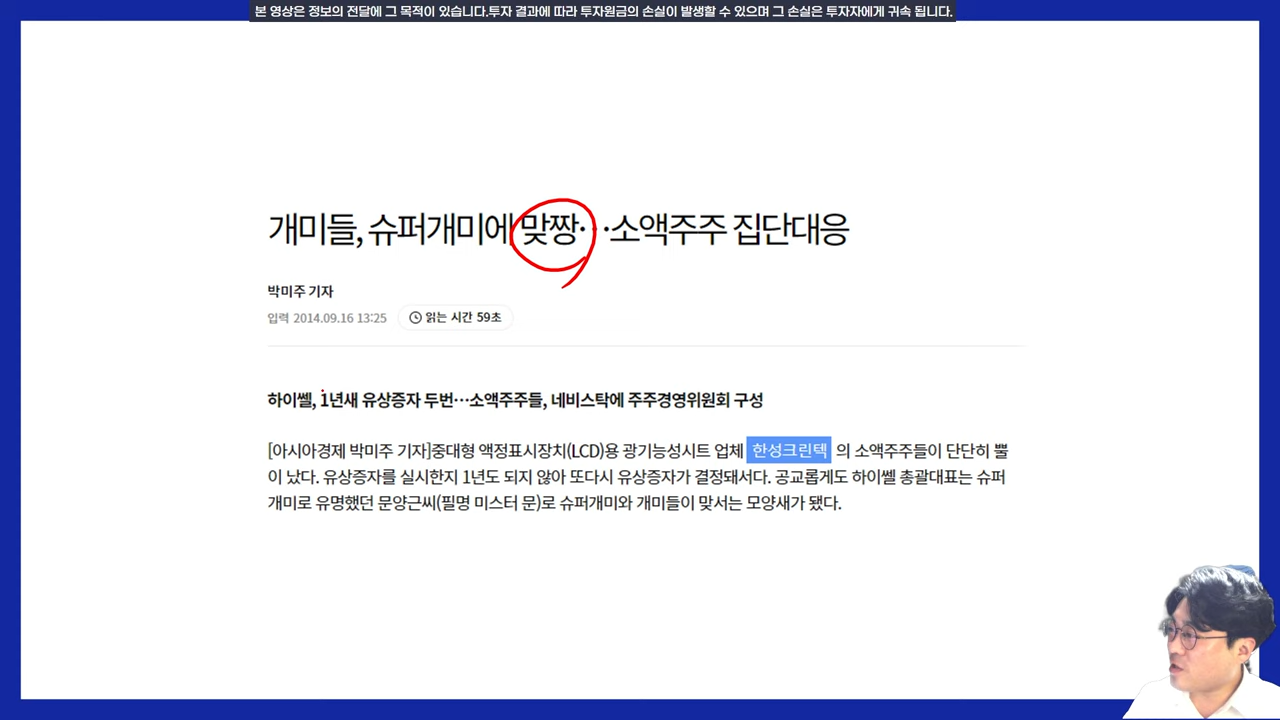 본 영상은 정보의 전달에 그 목적이 있습니다.투자 결과에 따라 투자원금의 손실이 발생할 수 있으며 그 손실은 투자자에게 귀속 됩니다.
개미들, 슈퍼개미에 맞짱…소액주주 집단대응
박미주 기자
입력 2014.09.16 13:25 읽는 시간 59초
하이쎌, 1년새 유상증자 두번…소액주주들, 네비스탁에 주주경영위원회 구성
[아시아경제 박미주 기자]중대형 액정표시장치(LCD)용 광기능성시트 업체 한성크린텍 의 소액주주들이 단단히 뿔
이 났다. 유상증자를 실시한지 1년도 되지 않아 또다시 유상증자가 결정돼서다. 공교롭게도 하이쎌 총괄대표는 슈퍼
개미로 유명했던 문양근씨(필명 미스터 문)로 슈퍼개미와 개미들이 맞서는 모양새가 됐다.